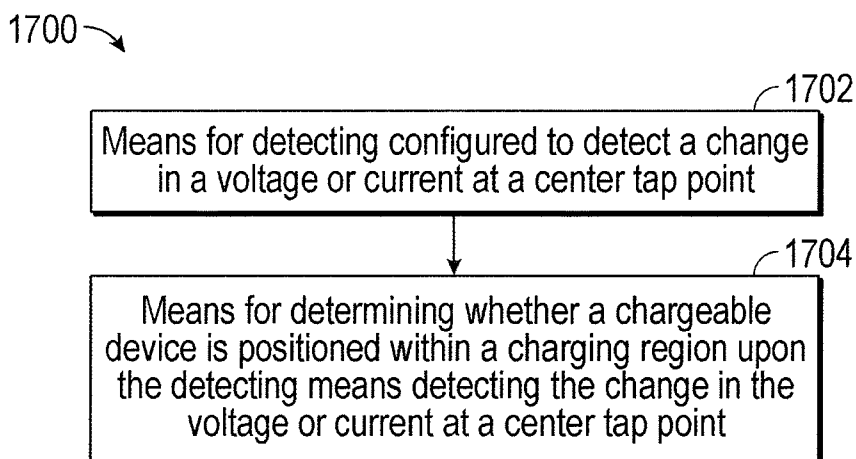 1700
1702
Means for detecting configured to detect a change
in a voltage or current at a center tap point
1704
Means for determining whether a chargeable
device is positioned within a charging region upon
the detecting means detecting the change in the
voltage or current at a center tap point